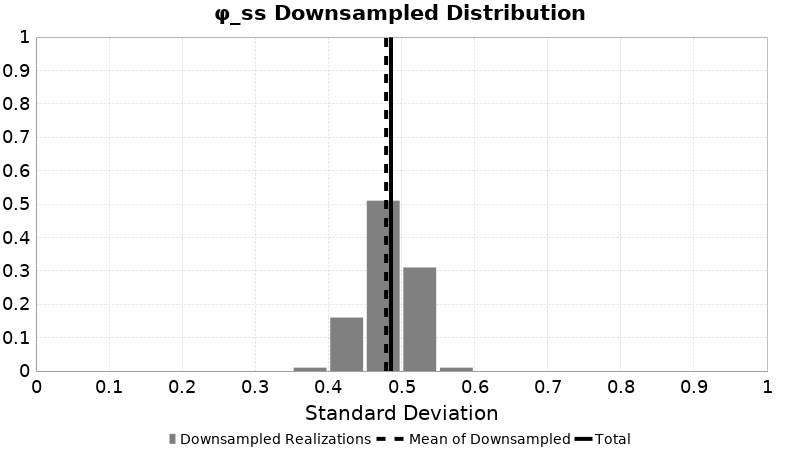 φ_ss Downsampled Distribution
1
0.9
0.8
0.7
0.6
0.5
0.4
0.3
0.2
0.1
0
0 0.1 0.2 0.3 0.4 0.5 0.6 0.7 0.8 0.9 1
Standard Deviation
Downsampled Realizations Mean of Downsampled Total